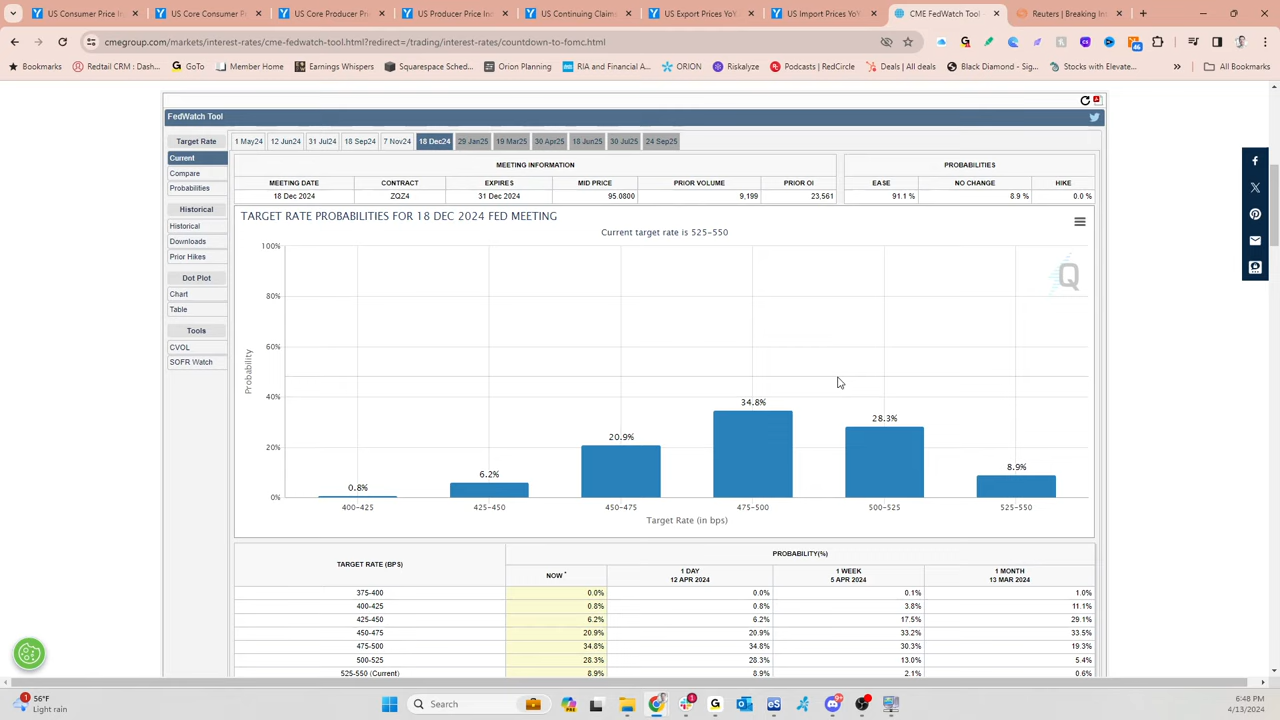 US Consumer Price In
US Core Consumer Pr
US Core Producer Pric
US Producer Price Ind
US Continuing Claims
US Export Prices YoY
US Import Prices YoY
CME FedWatch Tool
Reuters | Breaking In
cmegroup.com/markets/interest-rates/cme-fedwatch-tool.html?redirect=/trading/interest-rates/countdown-to-fomc.html
Bookmarks
Redtail CRM : Dash...
GoTo
Member Home
Earnings Whispers
Squarespace Sched...
Orion Planning
RIA and Financial A...
ORION
Riskalyze
Podcasts | RedCircle
Deals | All deals
Black Diamond - Sig...
Stocks with Elevate...
»
All Bookmarks
FedWatch Tool
Target Rate
Current
Compare
Probabilities
Historical
Historical
Downloads
Prior Hikes
Dot Plot
Chart
Table
Tools
CVOL
SOFR Watch
1 May24 12 Jun24 31 Jul24 18 Sep24 7 Nov24 18 Dec24 29 Jan25 19 Mar25 30 Apr25 18 Jun25 30 Jul25 24 Sep25
MEETING INFORMATION
MEETING DATE CONTRACT EXPIRES MID PRICE PRIOR VOLUME PRIOR OI
18 Dec 2024 ZQZ4 31 Dec 2024 95.0800 9,199 23,561
PROBABILITIES
EASE NO CHANGE HIKE
91.1 % 8.9 % 0.0 %
TARGET RATE PROBABILITIES FOR 18 DEC 2024 FED MEETING
Current target rate is 525-550
Q
Probability
100%
80%
60%
40%
20%
0%
0.8%
6.2%
20.9%
34.8%
28.3%
8.9%
400-425 425-450 450-475 475-500 500-525 525-550
Target Rate (in bps)
TARGET RATE (BPS)
PROBABILITY(%)
NOW *
1 DAY
12 APR 2024
1 WEEK
5 APR 2024
1 MONTH
13 MAR 2024
375-400 0.0% 0.0% 0.1% 1.0%
400-425 0.8% 0.8% 3.8% 11.1%
425-450 6.2% 6.2% 17.5% 29.1%
450-475 20.9% 20.9% 33.2% 33.5%
475-500 34.8% 34.8% 30.3% 19.3%
500-525 28.3% 28.3% 13.0% 5.4%
525-550 (Current) 8.9% 8.9% 2.1% 0.6%
56°F
Light rain
Search
6:48 PM
4/13/2024